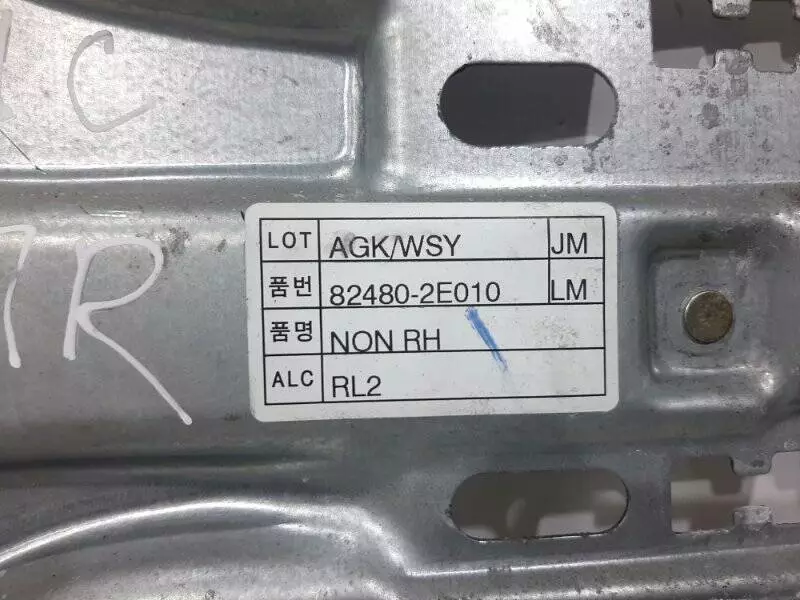 C
R
LOT AGK/WSY JM
품번 82480-2E010 LM
품명 NON RH
ALC RL2